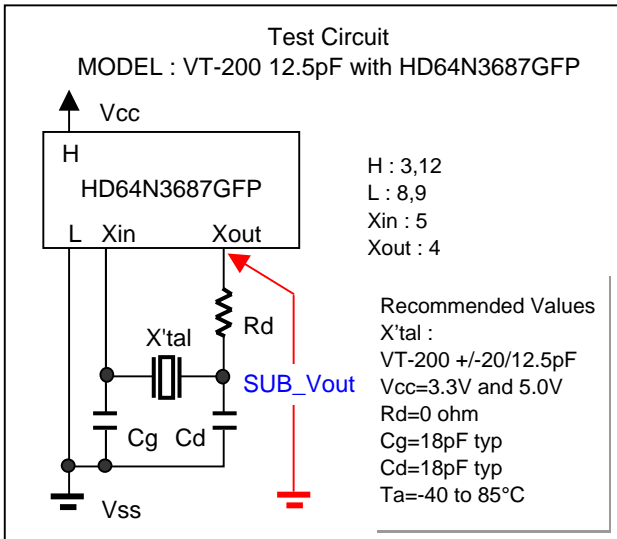 Test Circuit
MODEL : VT-200 12.5pF with HD64N3687GFP
Vcc
H
HD64N3687GFP
L Xin Xout
H : 3,12
L : 8,9
Xin : 5
Xout : 4
Rd
X'tal
SUB_Vout
Cg Cd
Vss
Recommended Values
X'tal :
VT-200 +/-20/12.5pF
Vcc=3.3V and 5.0V
Rd=0 ohm
Cg=18pF typ
Cd=18pF typ
Ta=-40 to 85°C